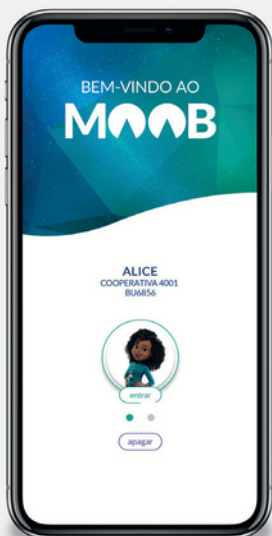 BEM-VINDO AO
MOOB
ALICE
COOPERATIVA 4001
BU6856
entrar
apagar